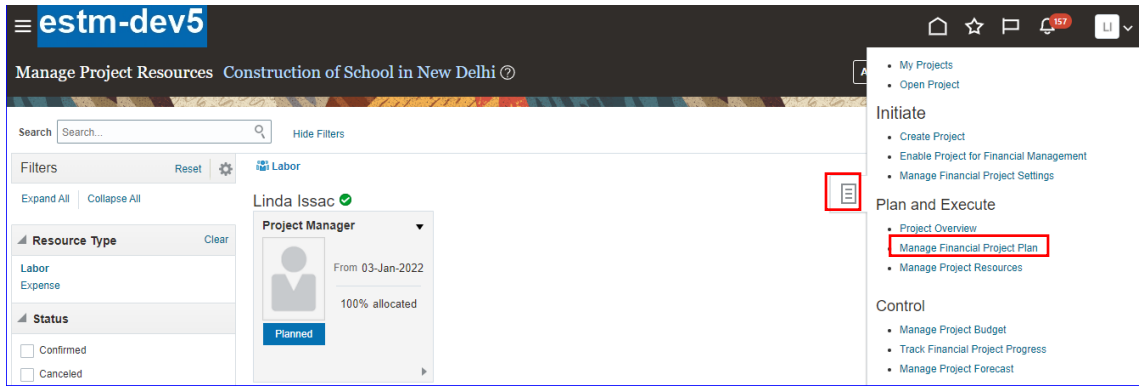 estm-dev5
157
LI
Manage Project Resources Construction of School in New Delhi
Search Search... Hide Filters
Filters Reset
Expand All Collapse All
Resource Type Clear
Labor
Expense
Status
Confirmed
Canceled
Labor
Linda Issac
Project Manager
From 03-Jan-2022
100% allocated
Planned
A
My Projects
Open Project
Initiate
Create Project
Enable Project for Financial Management
Manage Financial Project Settings
Plan and Execute
Project Overview
Manage Financial Project Plan
Manage Project Resources
Control
Manage Project Budget
Track Financial Project Progress
Manage Project Forecast